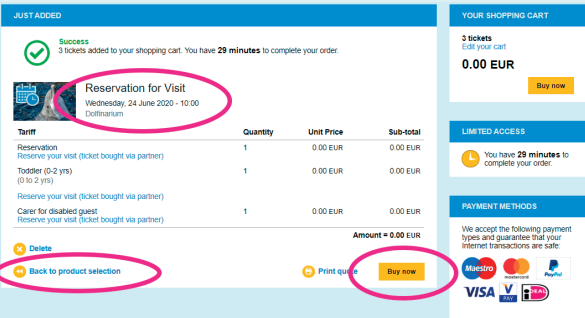 JUST ADDED
Success
3 tickets added to your shopping cart. You have 29 minutes to complete your order.
Reservation for Visit
Wednesday, 24 June 2020 - 10:00
Dolfinarium
Tariff Quantity Unit Price Sub-total
Reservation 1 0.00 EUR 0.00 EUR
Reserve your visit (ticket bought via partner)
Toddler (0-2 yrs) 1 0.00 EUR 0.00 EUR
(0 to 2 yrs)
Reserve your visit (ticket bought via partner)
Carer for disabled guest 1 0.00 EUR 0.00 EUR
Reserve your visit (ticket bought via partner)
Amount = 0.00 EUR
Delete
Back to product selection
Print quote
Buy now
YOUR SHOPPING CART
3 tickets
Edit your cart
0.00 EUR
Buy now
LIMITED ACCESS
You have 29 minutes to
complete your order.
PAYMENT METHODS
We accept the following payment
types and guarantee that your
Internet transactions are safe:
Maestro mastercard PayPal
VISA V PAY iDEAL